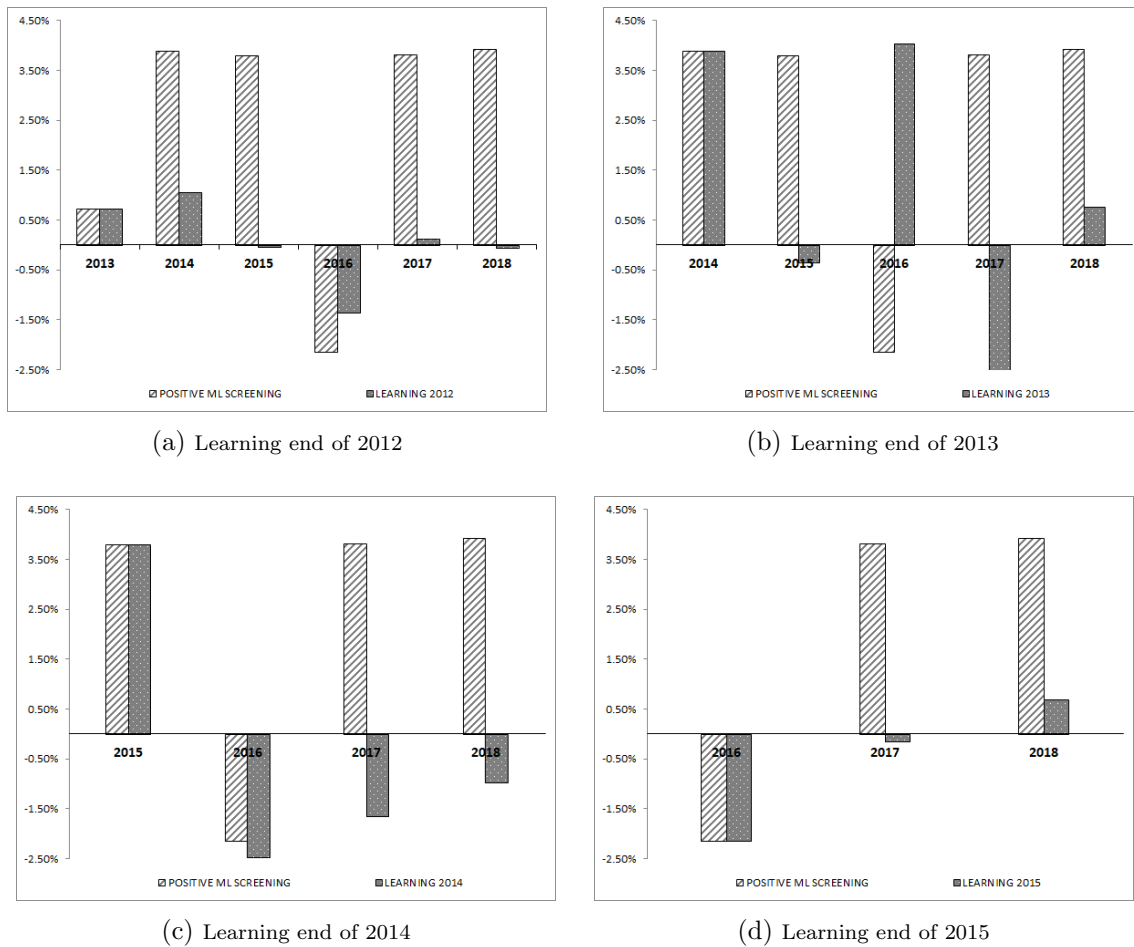 4.50%
3.50%
2.50%
1.50%
0.50%
-0.50%
-1.50%
-2.50%
2013 2014 2015 2016 2017 2018
POSITIVE ML SCREENING LEARNING 2012
(a) Learning end of 2012
4.50%
3.50%
2.50%
1.50%
0.50%
-0.50%
-1.50%
-2.50%
2014 2015 2016 2017 2018
POSITIVE ML SCREENING LEARNING 2013
(b) Learning end of 2013
4.50%
3.50%
2.50%
1.50%
0.50%
-0.50%
-1.50%
-2.50%
2015 2016 2017 2018
POSITIVE ML SCREENING LEARNING 2014
(c) Learning end of 2014
4.50%
3.50%
2.50%
1.50%
0.50%
-0.50%
-1.50%
-2.50%
2016 2017 2018
POSITIVE ML SCREENING LEARNING 2015
(d) Learning end of 2015